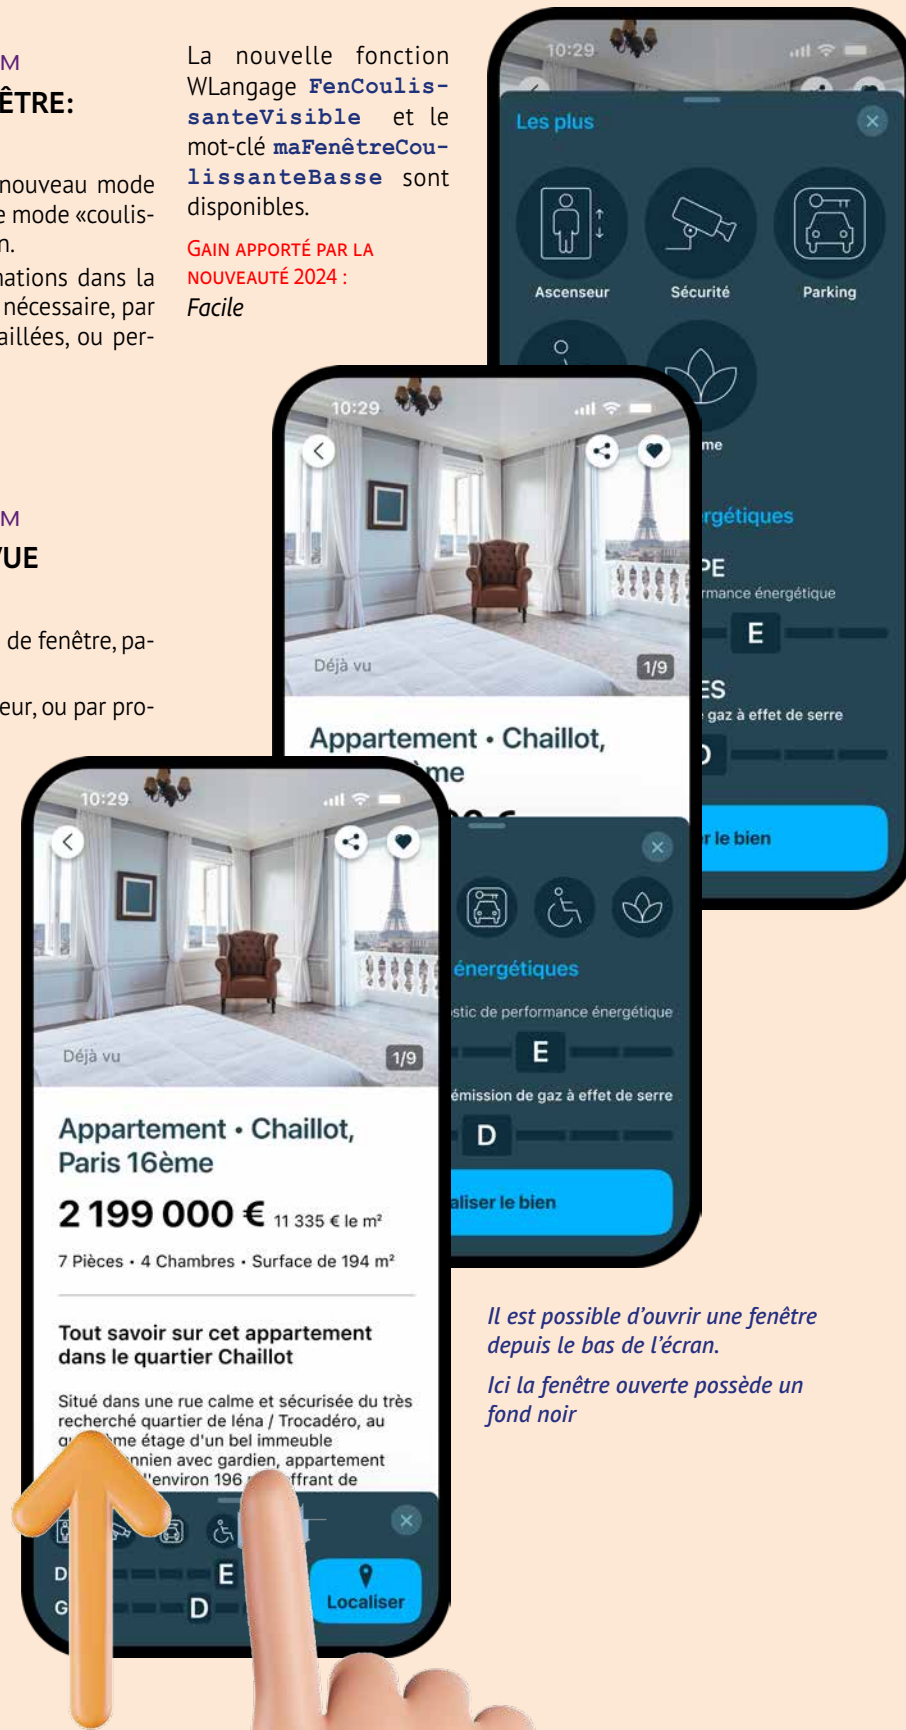 M
ÊTRE:
nouveau mode
e mode «coulis-
n.
mations dans la
nécessaire, par
aillées, ou per-
M
VUE
de fenêtre, pa-
eur, ou par pro-
La nouvelle fonction
WLangage FenCoulis-
santeVisible et le
mot-clé maFenêtreCou-
lissanteBasse sont
disponibles.
GAIN APPORTÉ PAR LA
NOUVEAUTÉ 2024 :
Facile
10:29
Les plus
Ascenseur Sécurité Parking
me
rgétiques
PE
rmance énergétique
E
ES
gaz à effet de serre
D
r le bien
10:29
Déjà vu 1/9
Appartement • Chaillot,
ème
énergétiques
stic de performance énergétique
E
émission de gaz à effet de serre
D
aliser le bien
10:29
Déjà vu 1/9
Appartement • Chaillot,
Paris 16ème
2 199 000 € 11 335 € le m²
7 Pièces • 4 Chambres • Surface de 194 m²
Tout savoir sur cet appartement
dans le quartier Chaillot
Situé dans une rue calme et sécurisée du très
recherché quartier de Iéna / Trocadéro, au
ème étage d'un bel immeuble
nnien avec gardien, appartement
l'environ 196 ffrant de
D E
G D
Localiser
Il est possible d'ouvrir une fenêtre
depuis le bas de l'écran.
Ici la fenêtre ouverte possède un
fond noir